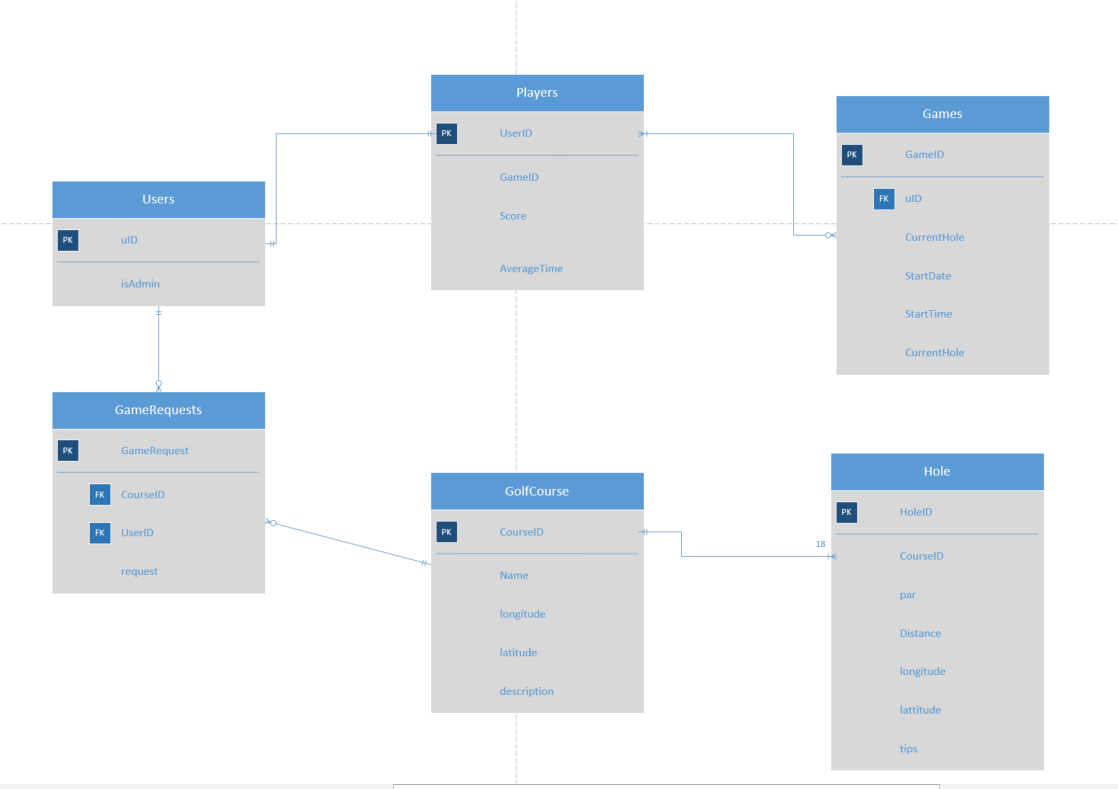 Players
PK UserID
GameID
Score
AverageTime
Games
PK GameID
FK uID
CurrentHole
StartDate
StartTime
CurrentHole
Users
PK uID
isAdmin
GameRequests
PK GameRequest
FK CourseID
FK UserID
request
GolfCourse
PK CourseID
Name
longitude
latitude
description
18
Hole
PK HoleID
CourseID
par
Distance
longitude
lattitude
tips